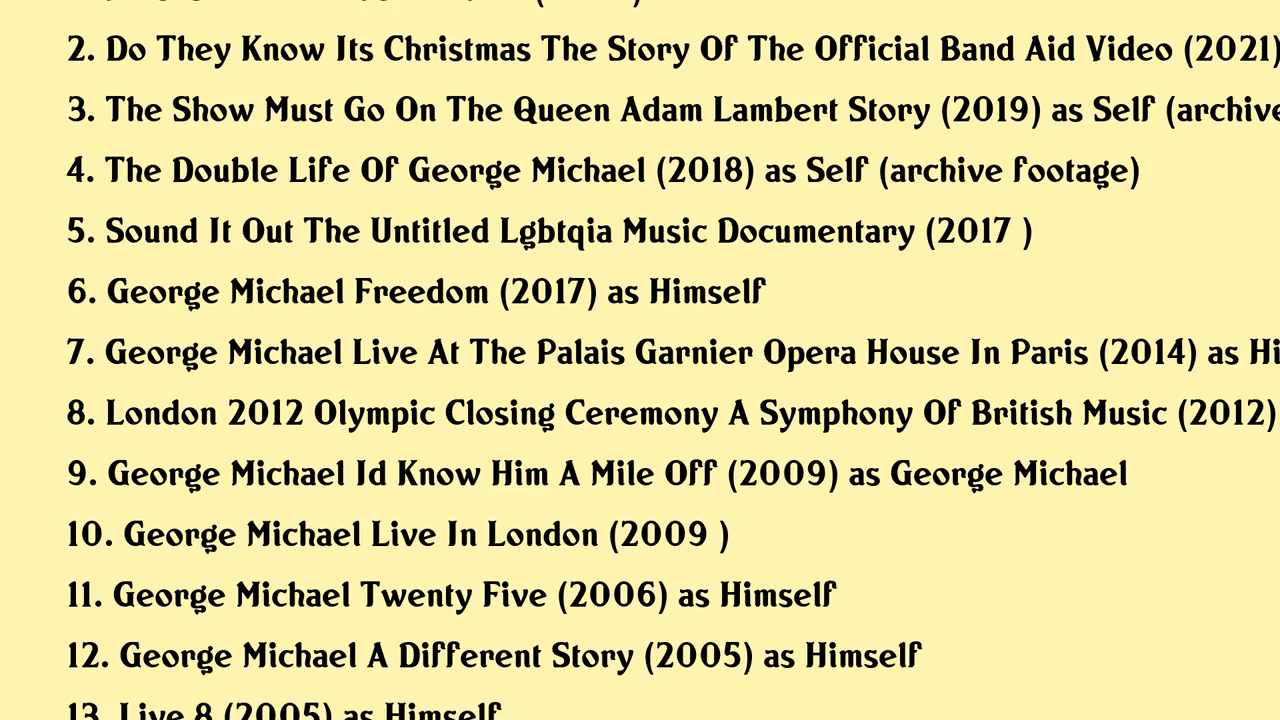 2. Do They Know Its Christmas The Story Of The Official Band Aid Video (2021)
3. The Show Must Go On The Queen Adam Lambert Story (2019) as Self (archive
4. The Double Life Of George Michael (2018) as Self (archive footage)
5. Sound It Out The Untitled Lgbtqia Music Documentary (2017 )
6. George Michael Freedom (2017) as Himself
7. George Michael Live At The Palais Garnier Opera House In Paris (2014) as Hi
8. London 2012 Olympic Closing Ceremony A Symphony Of British Music (2012)
9. George Michael Id Know Him A Mile Off (2009) as George Michael
10. George Michael Live In London (2009 )
11. George Michael Twenty Five (2006) as Himself
12. George Michael A Different Story (2005) as Himself
13. Live 8 (2005) as Himself